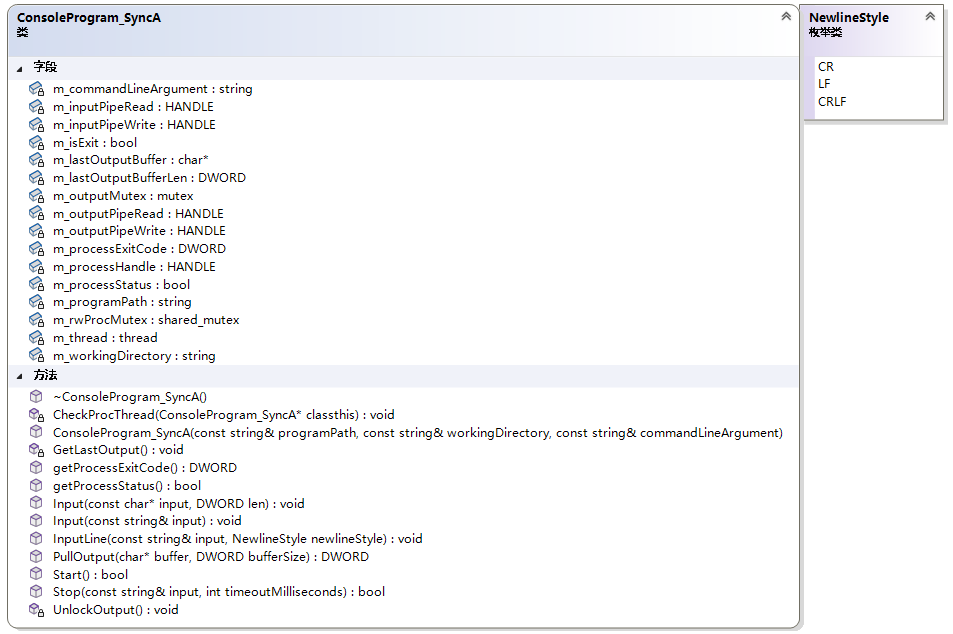 ConsoleProgram_SyncA
类
字段
m_commandLineArgument : string
m_inputPipeRead : HANDLE
m_inputPipeWrite : HANDLE
m_isExit : bool
m_lastOutputBuffer : char*
m_lastOutputBufferLen : DWORD
m_outputMutex : mutex
m_outputPipeRead : HANDLE
m_outputPipeWrite : HANDLE
m_processExitCode : DWORD
m_processHandle : HANDLE
m_processStatus : bool
m_programPath : string
m_rwProcMutex : shared_mutex
m_thread : thread
m_workingDirectory : string
方法
~ConsoleProgram_SyncA()
CheckProcThread(ConsoleProgram_SyncA* classthis) : void
ConsoleProgram_SyncA(const string& programPath, const string& workingDirectory, const string& commandLineArgument)
GetLastOutput() : void
getProcessExitCode() : DWORD
getProcessStatus() : bool
Input(const char* input, DWORD len) : void
Input(const string& input) : void
InputLine(const string& input, NewlineStyle newlineStyle) : void
PullOutput(char* buffer, DWORD bufferSize) : DWORD
Start() : bool
Stop(const string& input, int timeoutMilliseconds) : bool
UnlockOutput() : void
NewlineStyle
枚举类
CR
LF
CRLF